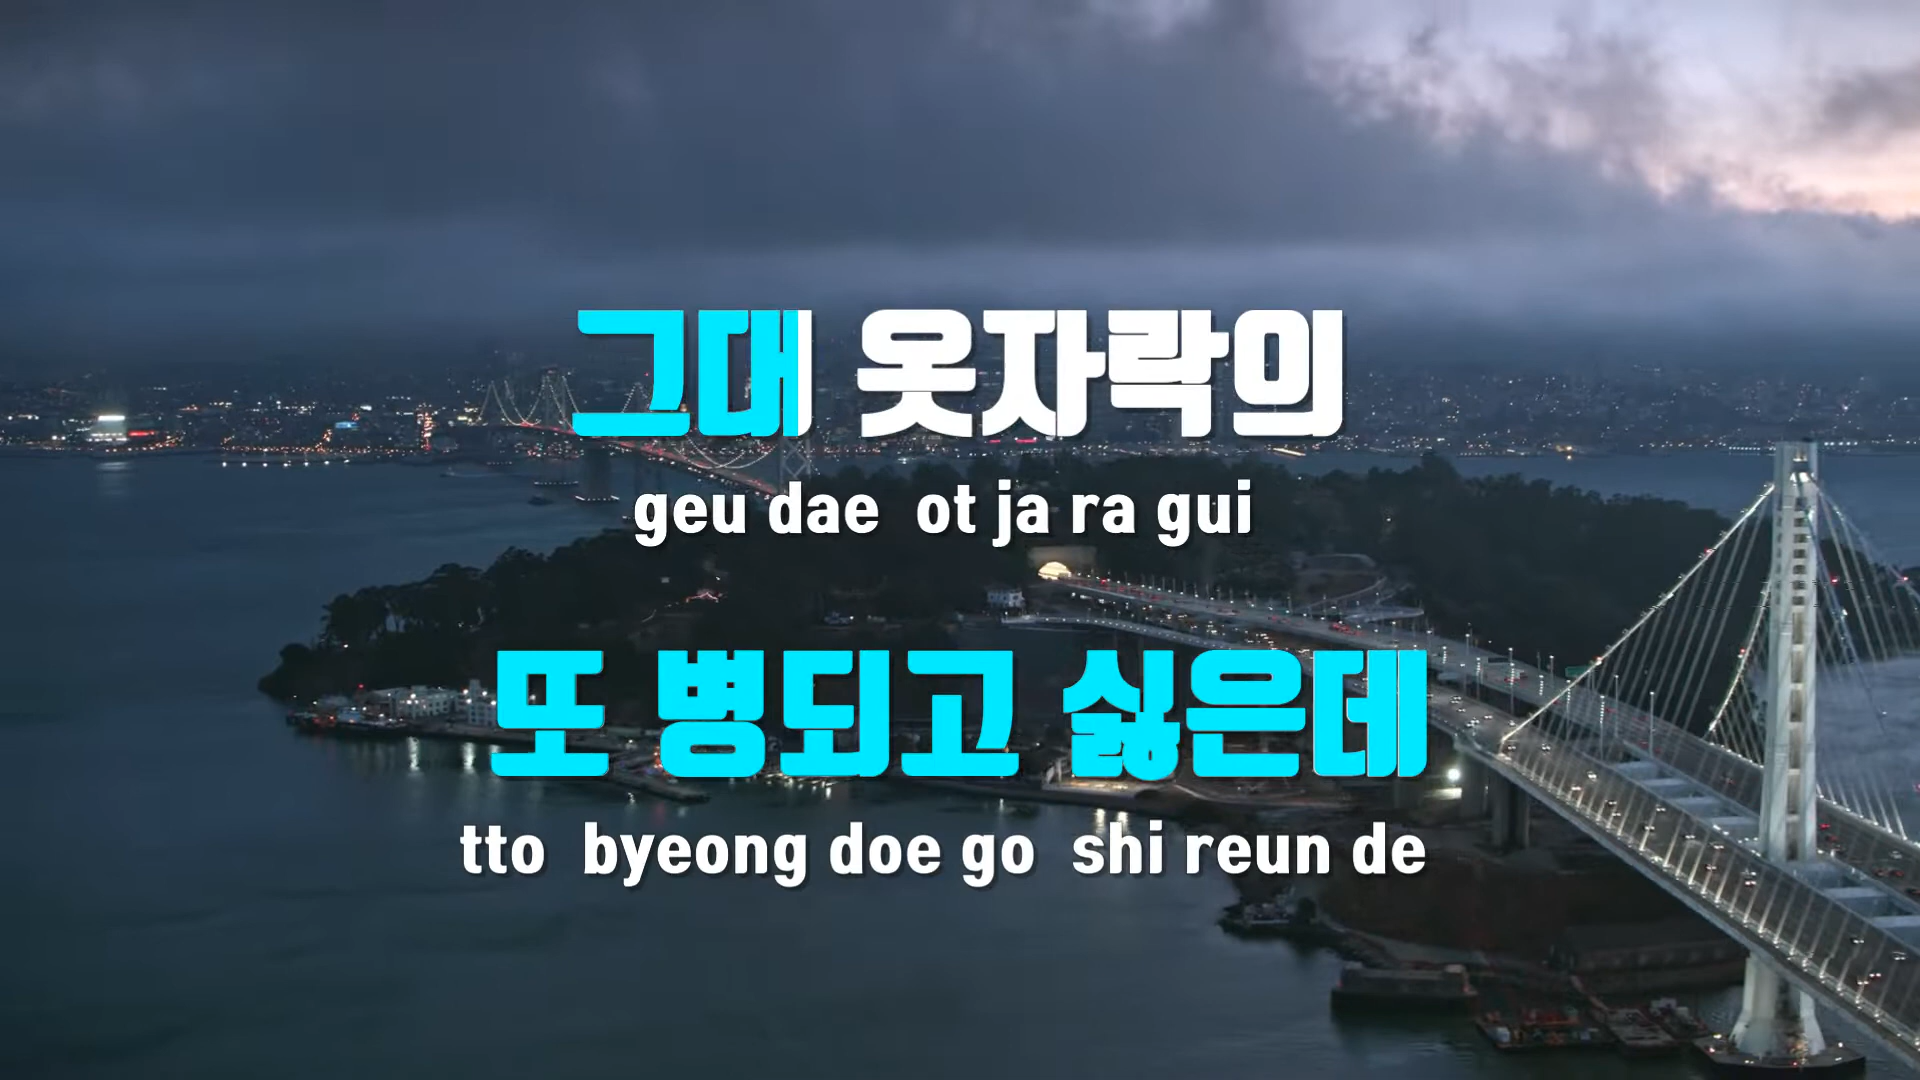 그대 옷자락의
geu dae ot ja ra gui
또 병되고 싫은데
tto byeong doe go shi reun de